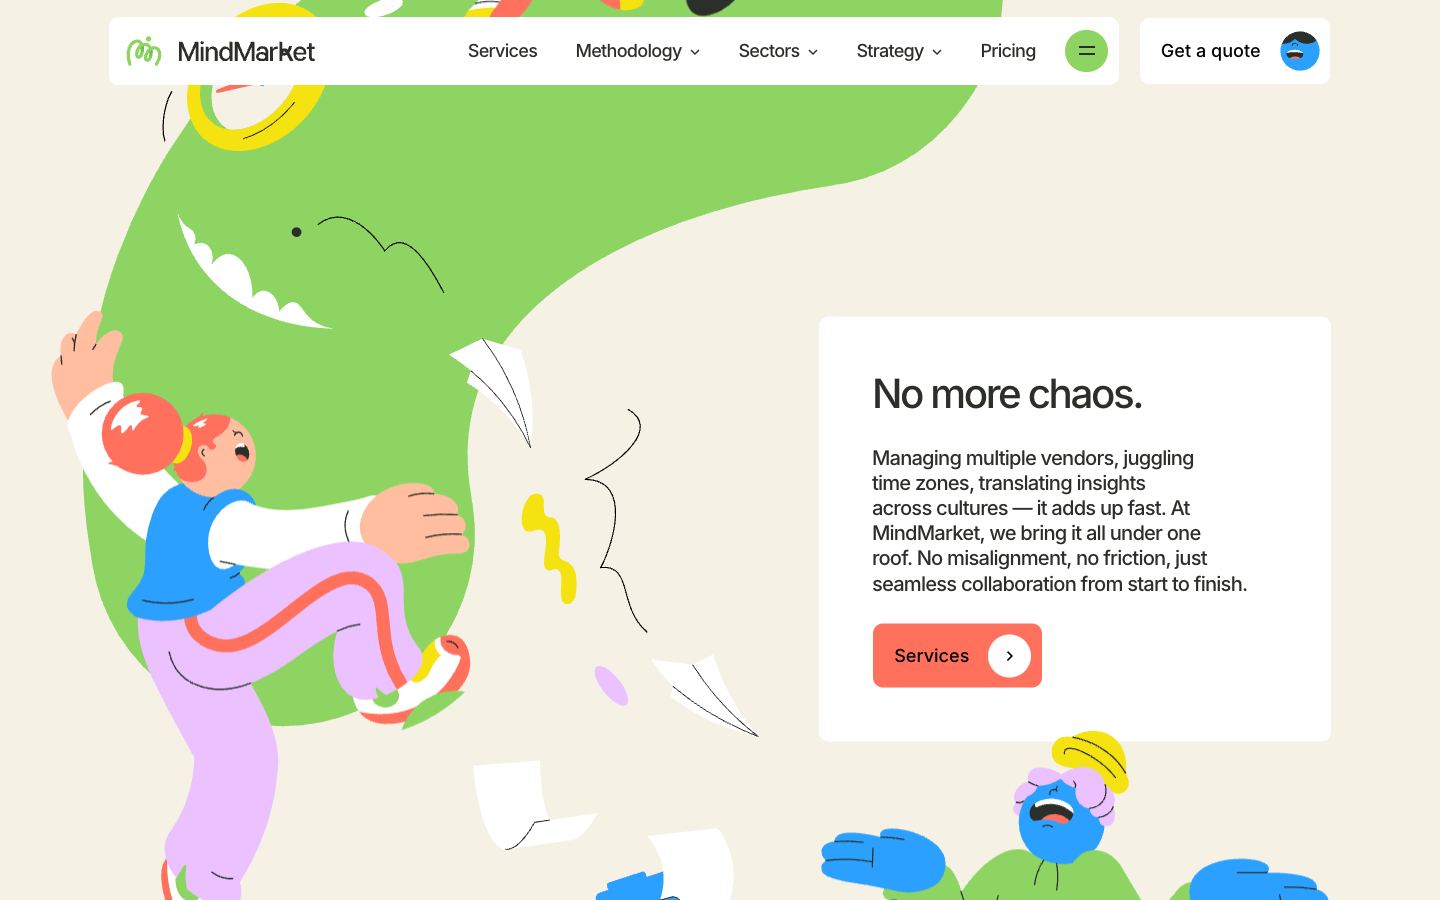 MindMarket
Services
Methodology
Sectors
Strategy
Pricing
Get a quote
No more chaos.
Managing multiple vendors, juggling
time zones, translating insights
across cultures — it adds up fast. At
MindMarket, we bring it all under one
roof. No misalignment, no friction, just
seamless collaboration from start to finish.
Services